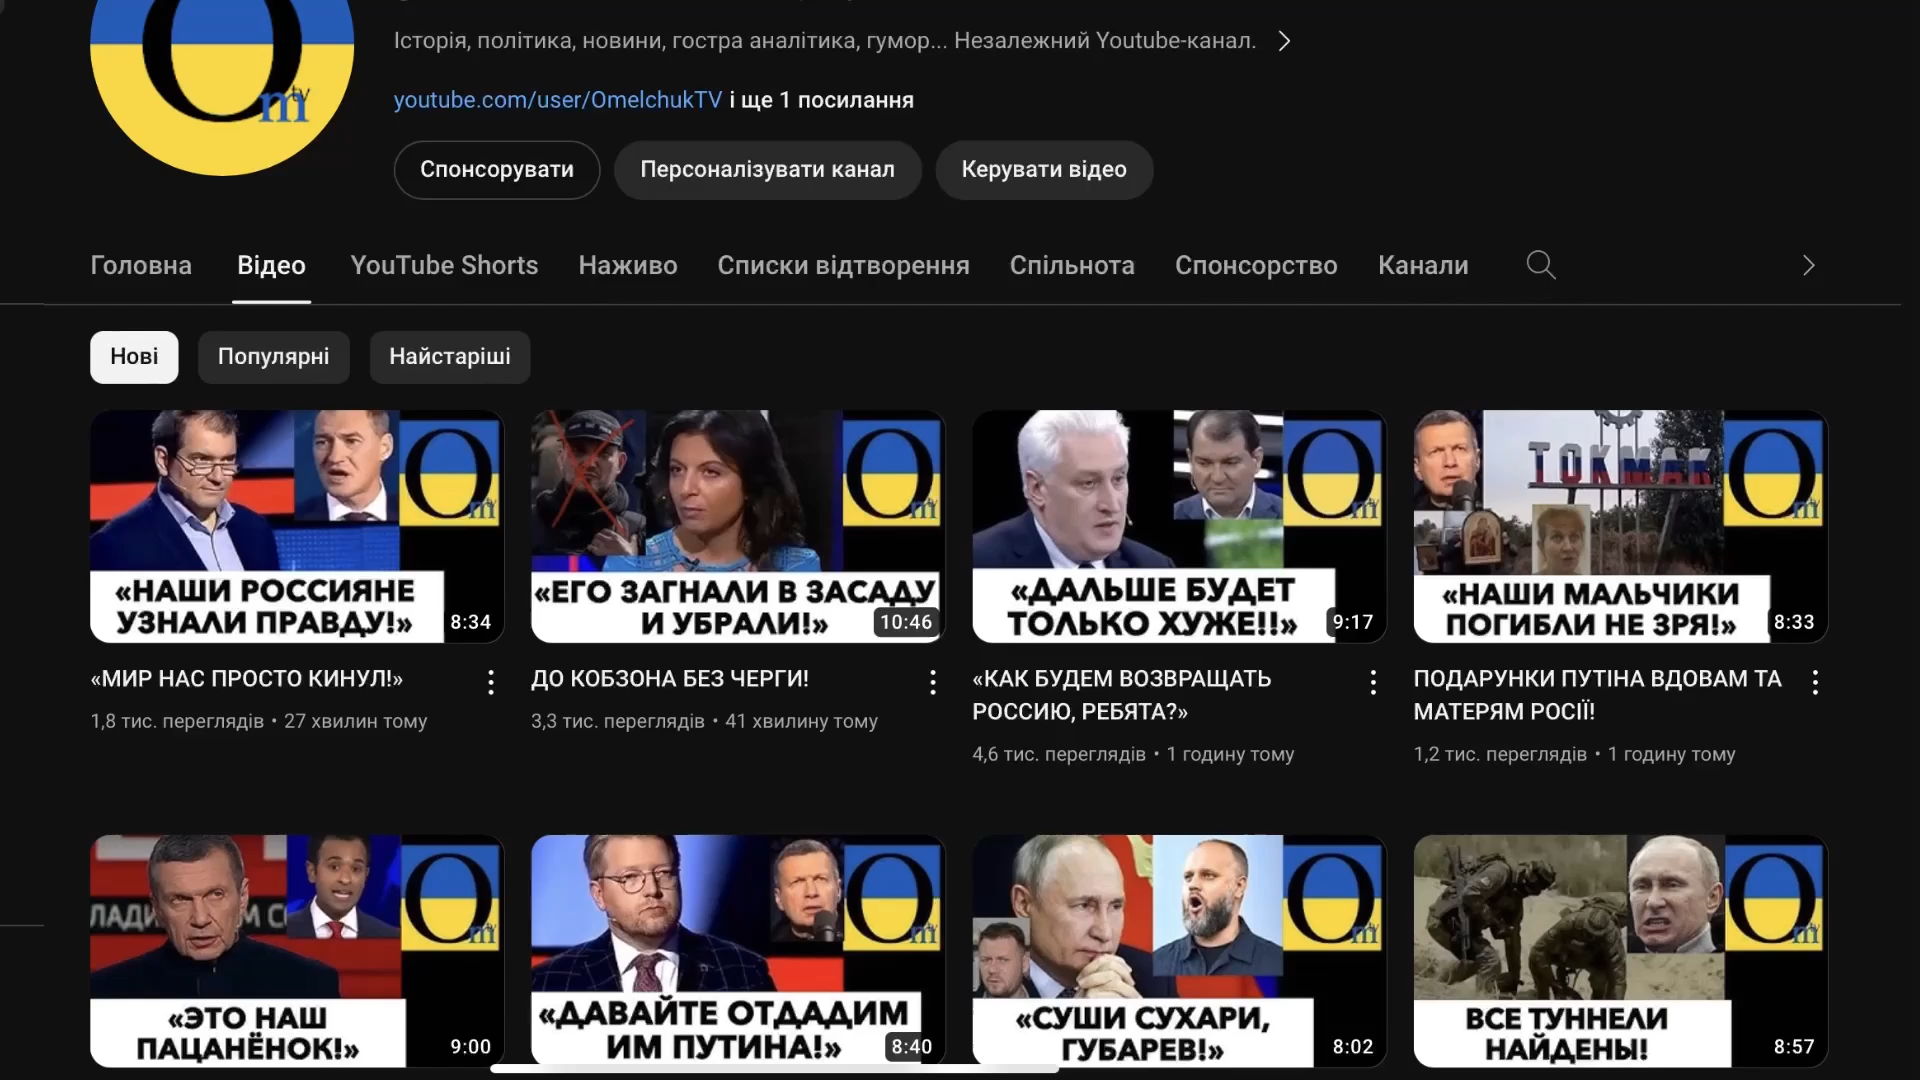 Історія, політика, новини, гостра аналітика, гумор... Незалежний Youtube-канал.
youtube.com/user/OmelchukTV і ще 1 посилання
Спонсорувати Персоналізувати канал Керувати відео
Головна Відео YouTube Shorts Наживо Списки відтворення Спільнота Спонсорство Канали
Нові Популярні Найстаріші
O m tv
«НАШИ РОССИЯНЕ
УЗНАЛИ ПРАВДУ!»
8:34
«МИР НАС ПРОСТО КИНУЛ!»
1,8 тис. переглядів • 27 хвилин тому
«ЕГО ЗАГНАЛИ В ЗАСАДУ
И УБРАЛИ!»
10:46
ДО КОБЗОНА БЕЗ ЧЕРГИ!
3,3 тис. переглядів • 41 хвилину тому
«ДАЛЬШЕ БУДЕТ
ТОЛЬКО ХУЖЕ!!»
9:17
«КАК БУДЕМ ВОЗВРАЩАТЬ
РОССИЮ, РЕБЯТА?»
4,6 тис. переглядів • 1 годину тому
ТОКМАК
«НАШИ МАЛЬЧИКИ
ПОГИБЛИ НЕ ЗРЯ!»
8:33
ПОДАРУНКИ ПУТІНА ВДОВАМ ТА
МАТЕРЯМ РОСІЇ!
1,2 тис. переглядів • 1 годину тому
«ЭТО НАШ
ПАЦАНЁНОК!»
9:00
«ДАВАЙТЕ ОТДАДИМ
ИМ ПУТИНА!»
8:40
«СУШИ СУХАРИ,
ГУБАРЕВ!»
8:02
ВСЕ ТУННЕЛИ
НАЙДЕНЫ!
8:57